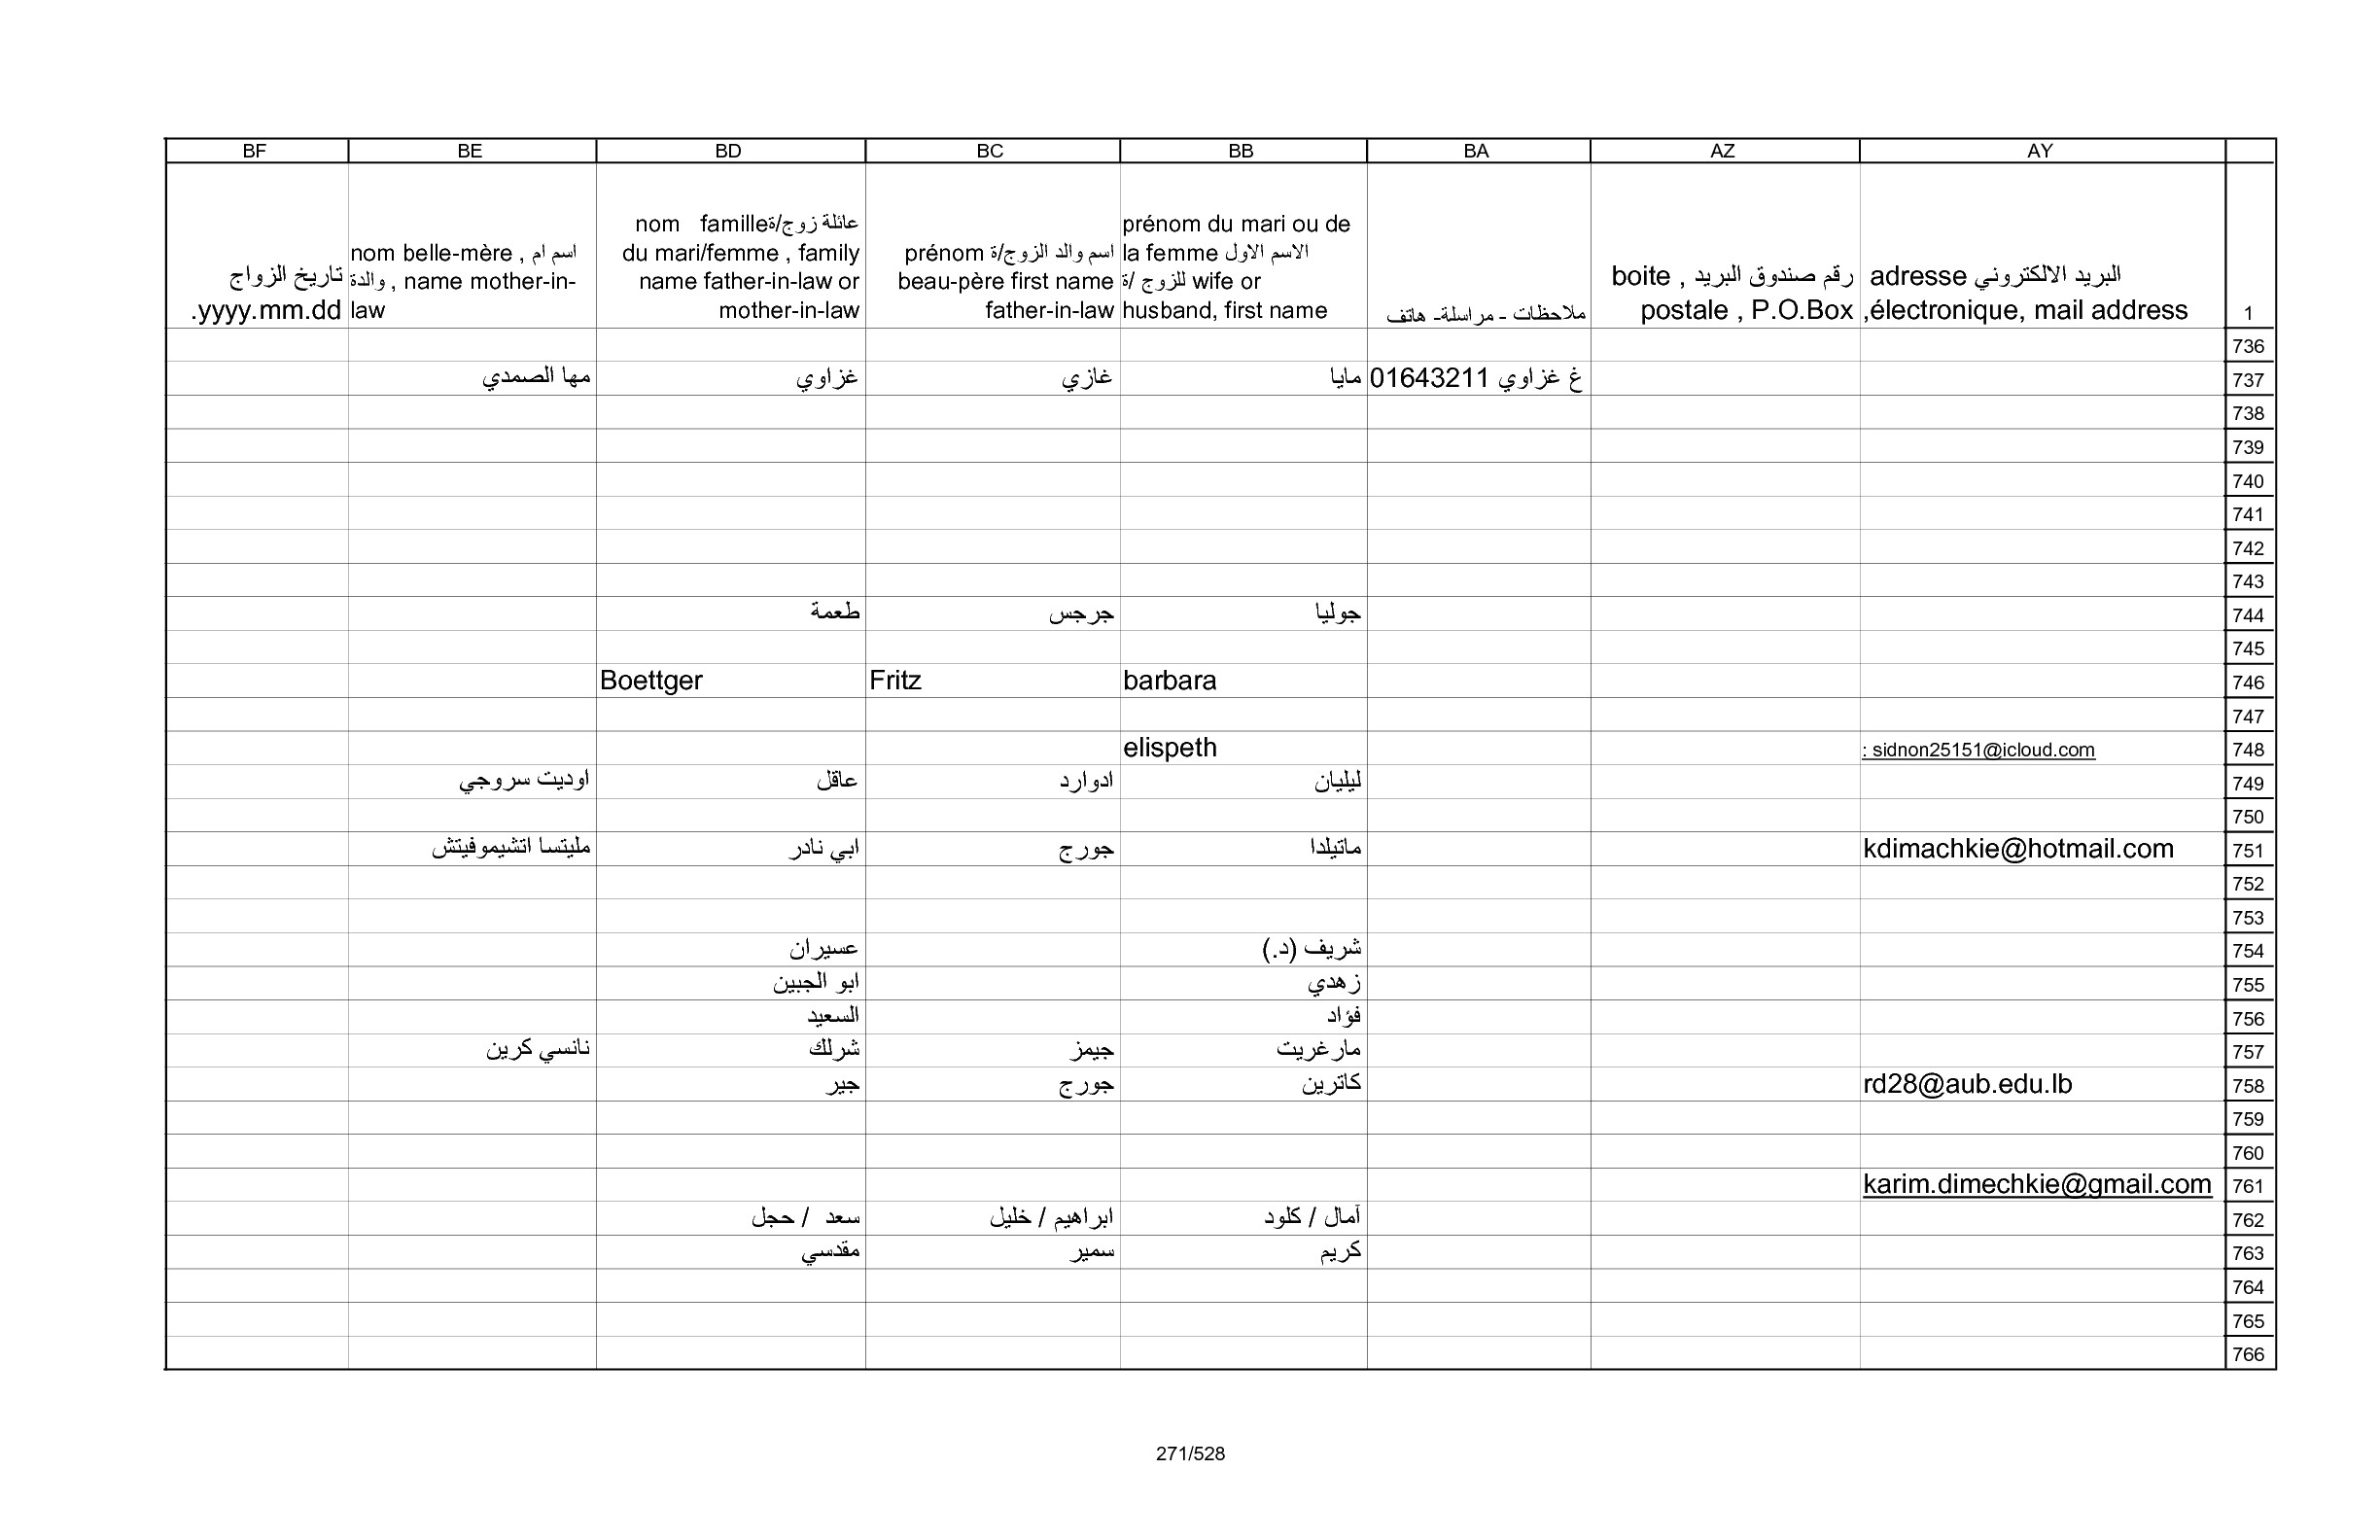 BF BE BD BC BB BA AZ AY
تاريخ الزواج yyyy.mm.dd.
nom belle-mère , اسم ام والدة , name mother-in-law
nom famille عائلة زوج/ة du mari/femme , family name father-in-law or mother-in-law
prénom اسم والد الزوج/ة beau-père first name father-in-law
prénom du mari ou de la femme الاسم الاول للزوج /ة wife or husband, first name
ملاحظات - مراسلة- هاتف
boite , رقم صندوق البريد postale , P.O.Box
adresse البريد الالكتروني électronique, mail address,
1
736
مها الصمدي غزاوي غازي مايا غ غزاوي 01643211 737
738
739
740
741
742
743
طعمة جرجس جوليا 744
745
Boettger Fritz barbara 746
747
elispeth : sidnon25151@icloud.com 748
اوديت سروجي عاقل ادوارد ليليان 749
750
مليتسا اتشيموفيتش ابي نادر جورج ماتيلدا kdimachkie@hotmail.com 751
752
753
عسيران شريف (د.) 754
ابو الجبين زهدي 755
السعيد فؤاد 756
نانسي كرين شرلك جيمز مارغريت 757
جير جورج كاترين rd28@aub.edu.lb 758
759
760
karim.dimechkie@gmail.com 761
سعد / حجل ابراهيم / خليل آمال / كلود 762
مقدسي سمير كريم 763
764
765
766
271/528